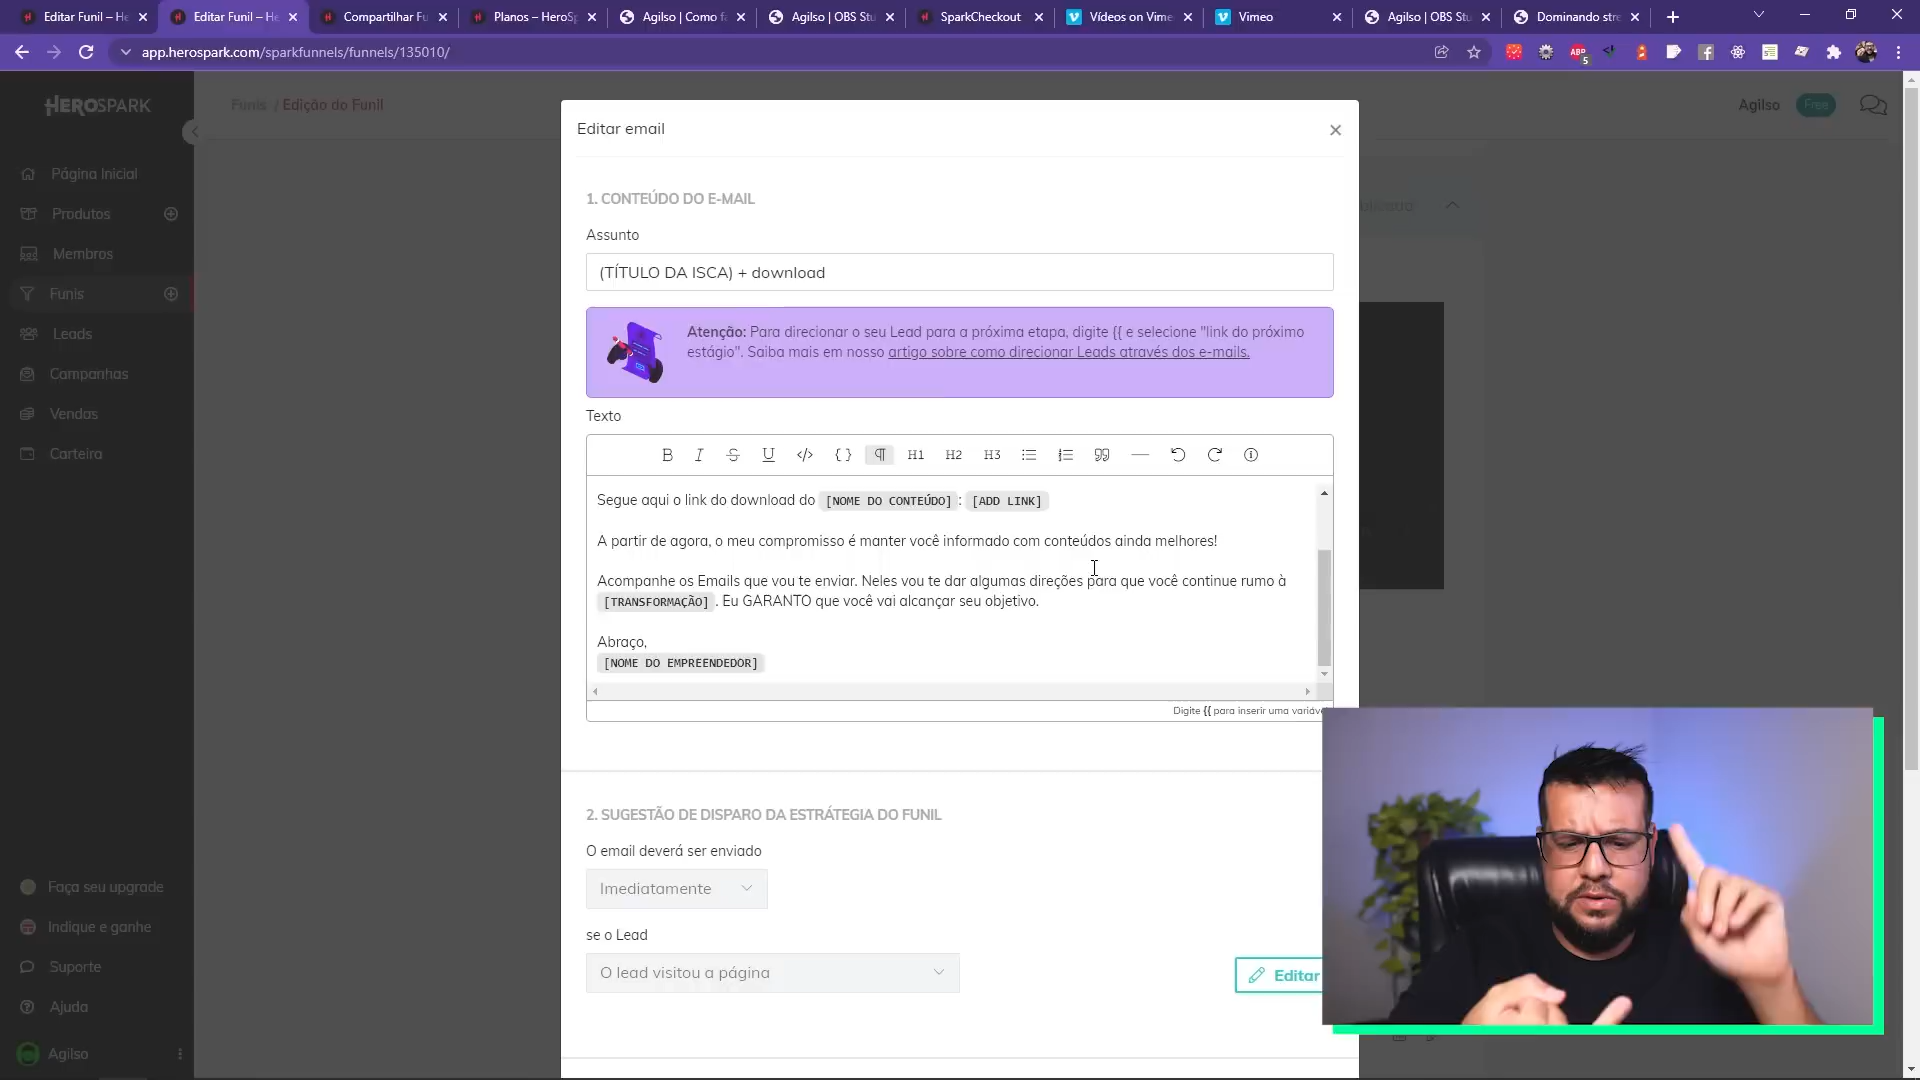 Editar Funil – He
Editar Funil – He
Compartilhar Fu
Planos – HeroSp
Agilso | Como fa
Agilso | OBS Stu
SparkCheckout
Vídeos on Vime
Vimeo
Agilso | OBS Stu
Dominando stre
app.herospark.com/sparkfunnels/funnels/135010/
ABP
5
HEROSPARK
Funis / Edição do Funil
Agilso
Free
Página Inicial
Produtos
Membros
Funis
Leads
Campanhas
Vendas
Carteira
Faça seu upgrade
Indique e ganhe
Suporte
Ajuda
Agilso
Editar email
1. CONTEÚDO DO E-MAIL
Assunto
(TÍTULO DA ISCA) + download
Atenção: Para direcionar o seu Lead para a próxima etapa, digite {{ e selecione "link do próximo
estágio". Saiba mais em nosso artigo sobre como direcionar Leads através dos e-mails.
Texto
B I S U </> {} ¶ H1 H2 H3
Segue aqui o link do download do [NOME DO CONTEÚDO] : [ADD LINK]
A partir de agora, o meu compromisso é manter você informado com conteúdos ainda melhores!
Acompanhe os Emails que vou te enviar. Neles vou te dar algumas direções para que você continue rumo à
[TRANSFORMAÇÃO] . Eu GARANTO que você vai alcançar seu objetivo.
Abraço,
[NOME DO EMPREENDEDOR]
Digite {{ para inserir uma variáve
2. SUGESTÃO DE DISPARO DA ESTRÁTEGIA DO FUNIL
O email deverá ser enviado
Imediatamente
se o Lead
O lead visitou a página
Editar